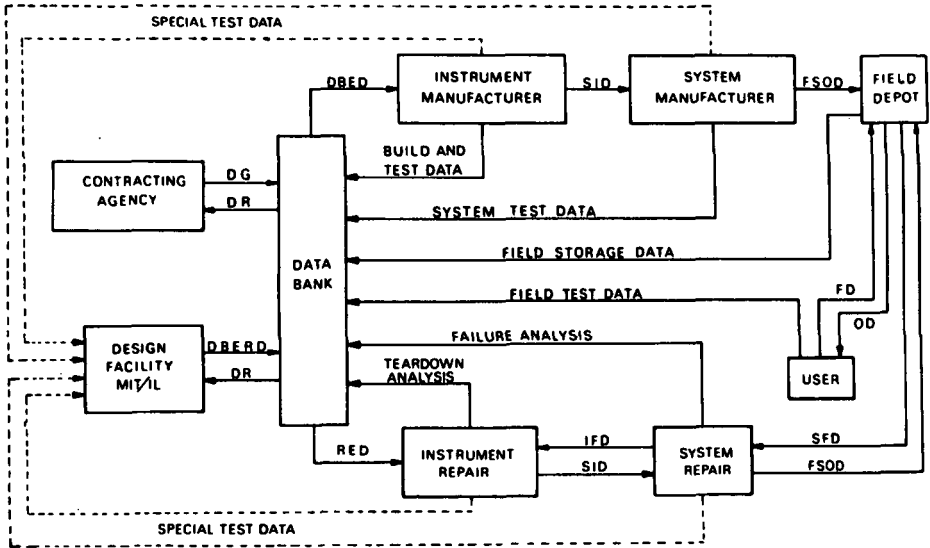 SPECIAL TEST DATA
DBED
INSTRUMENT
MANUFACTURER
SID
SYSTEM
MANUFACTURER
FSOD
FIELD
DEPOT
BUILD AND
TEST DATA
CONTRACTING
AGENCY
DG
DR
SYSTEM TEST DATA
DATA
BANK
FIELD STORAGE DATA
FIELD TEST DATA
FD
OD
DESIGN
FACILITY
MIT/IL
DBERD
DR
FAILURE ANALYSIS
TEARDOWN
ANALYSIS
USER
RED
INSTRUMENT
REPAIR
IFD
SID
SYSTEM
REPAIR
SFD
FSOD
SPECIAL TEST DATA